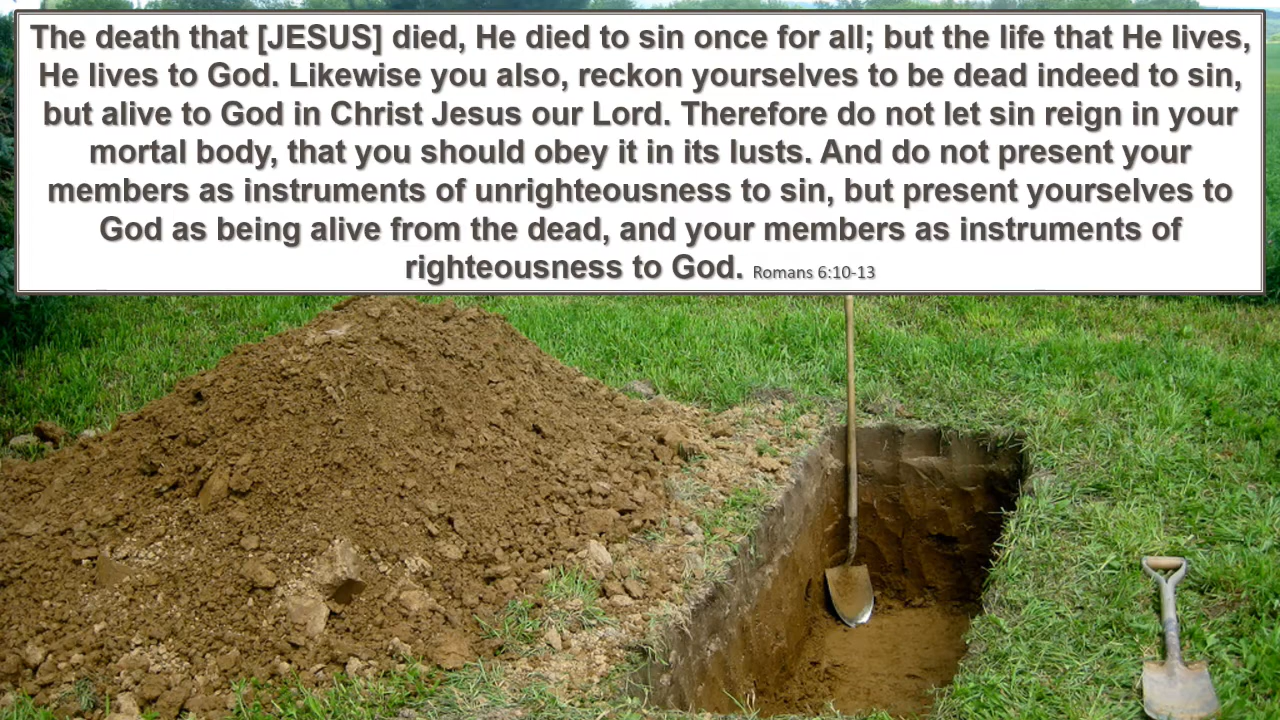 The death that [JESUS] died, He died to sin once for all; but the life that He lives,
He lives to God. Likewise you also, reckon yourselves to be dead indeed to sin,
but alive to God in Christ Jesus our Lord. Therefore do not let sin reign in your
mortal body, that you should obey it in its lusts. And do not present your
members as instruments of unrighteousness to sin, but present yourselves to
God as being alive from the dead, and your members as instruments of
righteousness to God. Romans 6:10-13